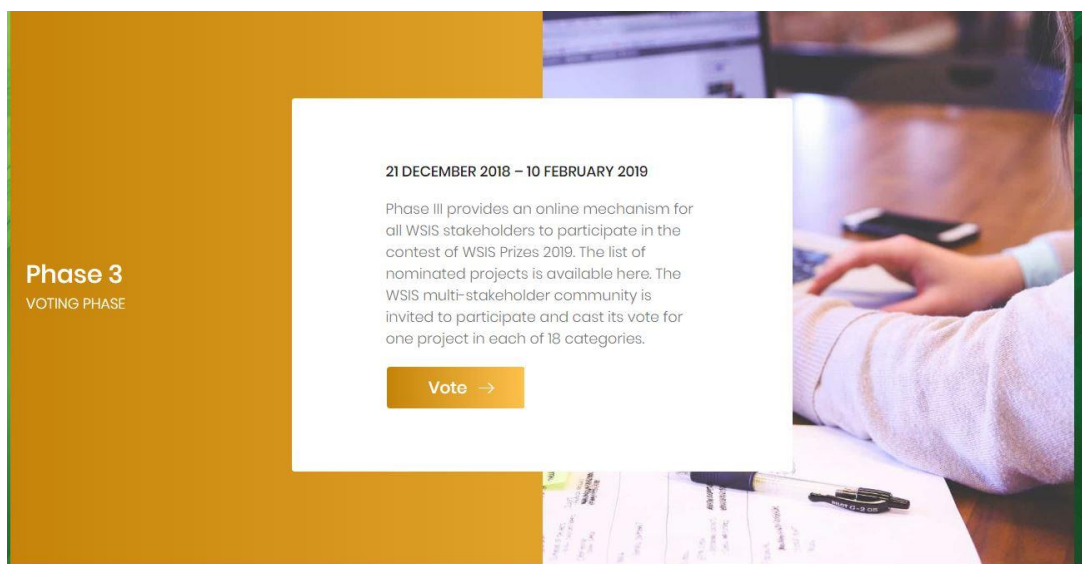 Phase 3
VOTING PHASE
21 DECEMBER 2018 – 10 FEBRUARY 2019
Phase III provides an online mechanism for
all WSIS stakeholders to participate in the
contest of WSIS Prizes 2019. The list of
nominated projects is available here. The
WSIS multi-stakeholder community is
invited to participate and cast its vote for
one project in each of 18 categories.
Vote →